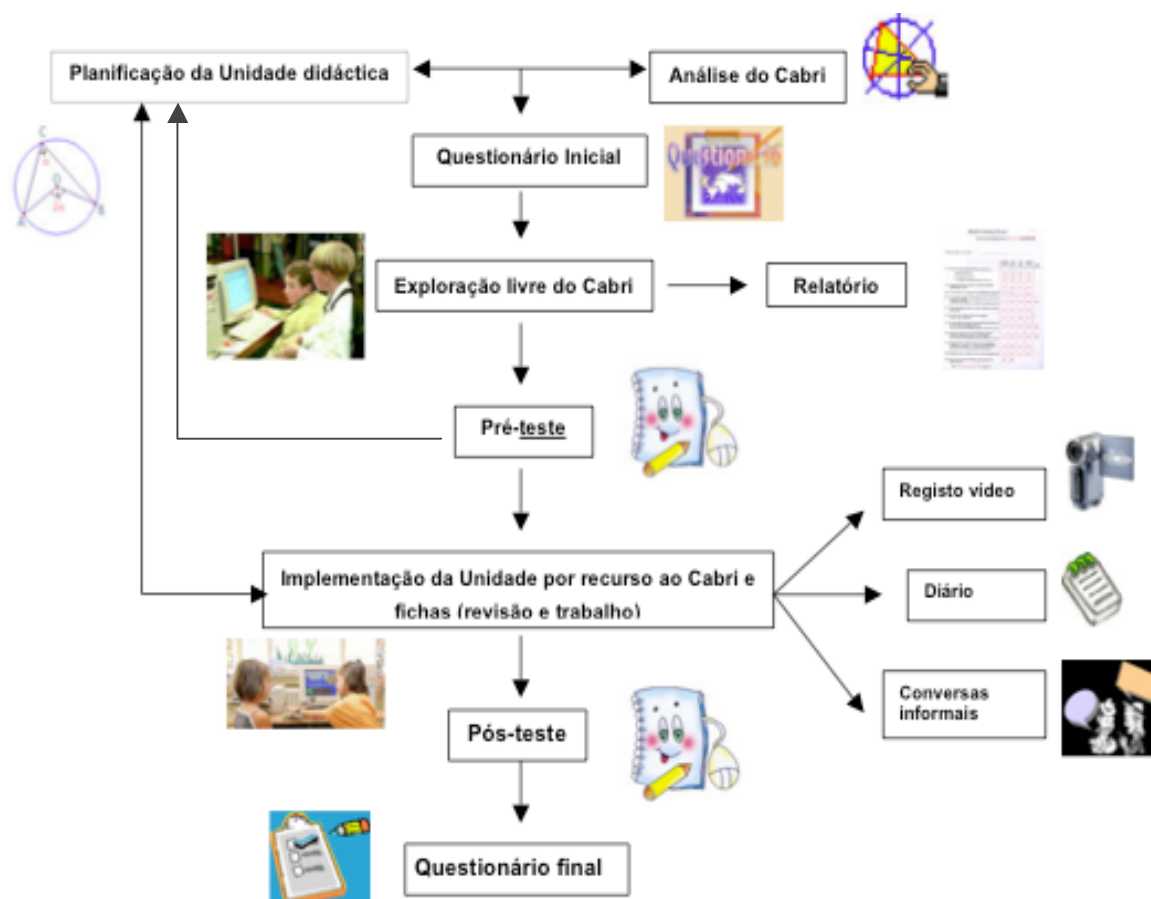 Planificação da Unidade didáctica
Análise do Cabri
C
Questionário Inicial
A
B
Exploração livre do Cabri
Relatório
Pré-teste
Registo vídeo
Implementação da Unidade por recurso ao Cabri e
fichas (revisão e trabalho)
Diário
Conversas
informais
Pós-teste
Questionário final